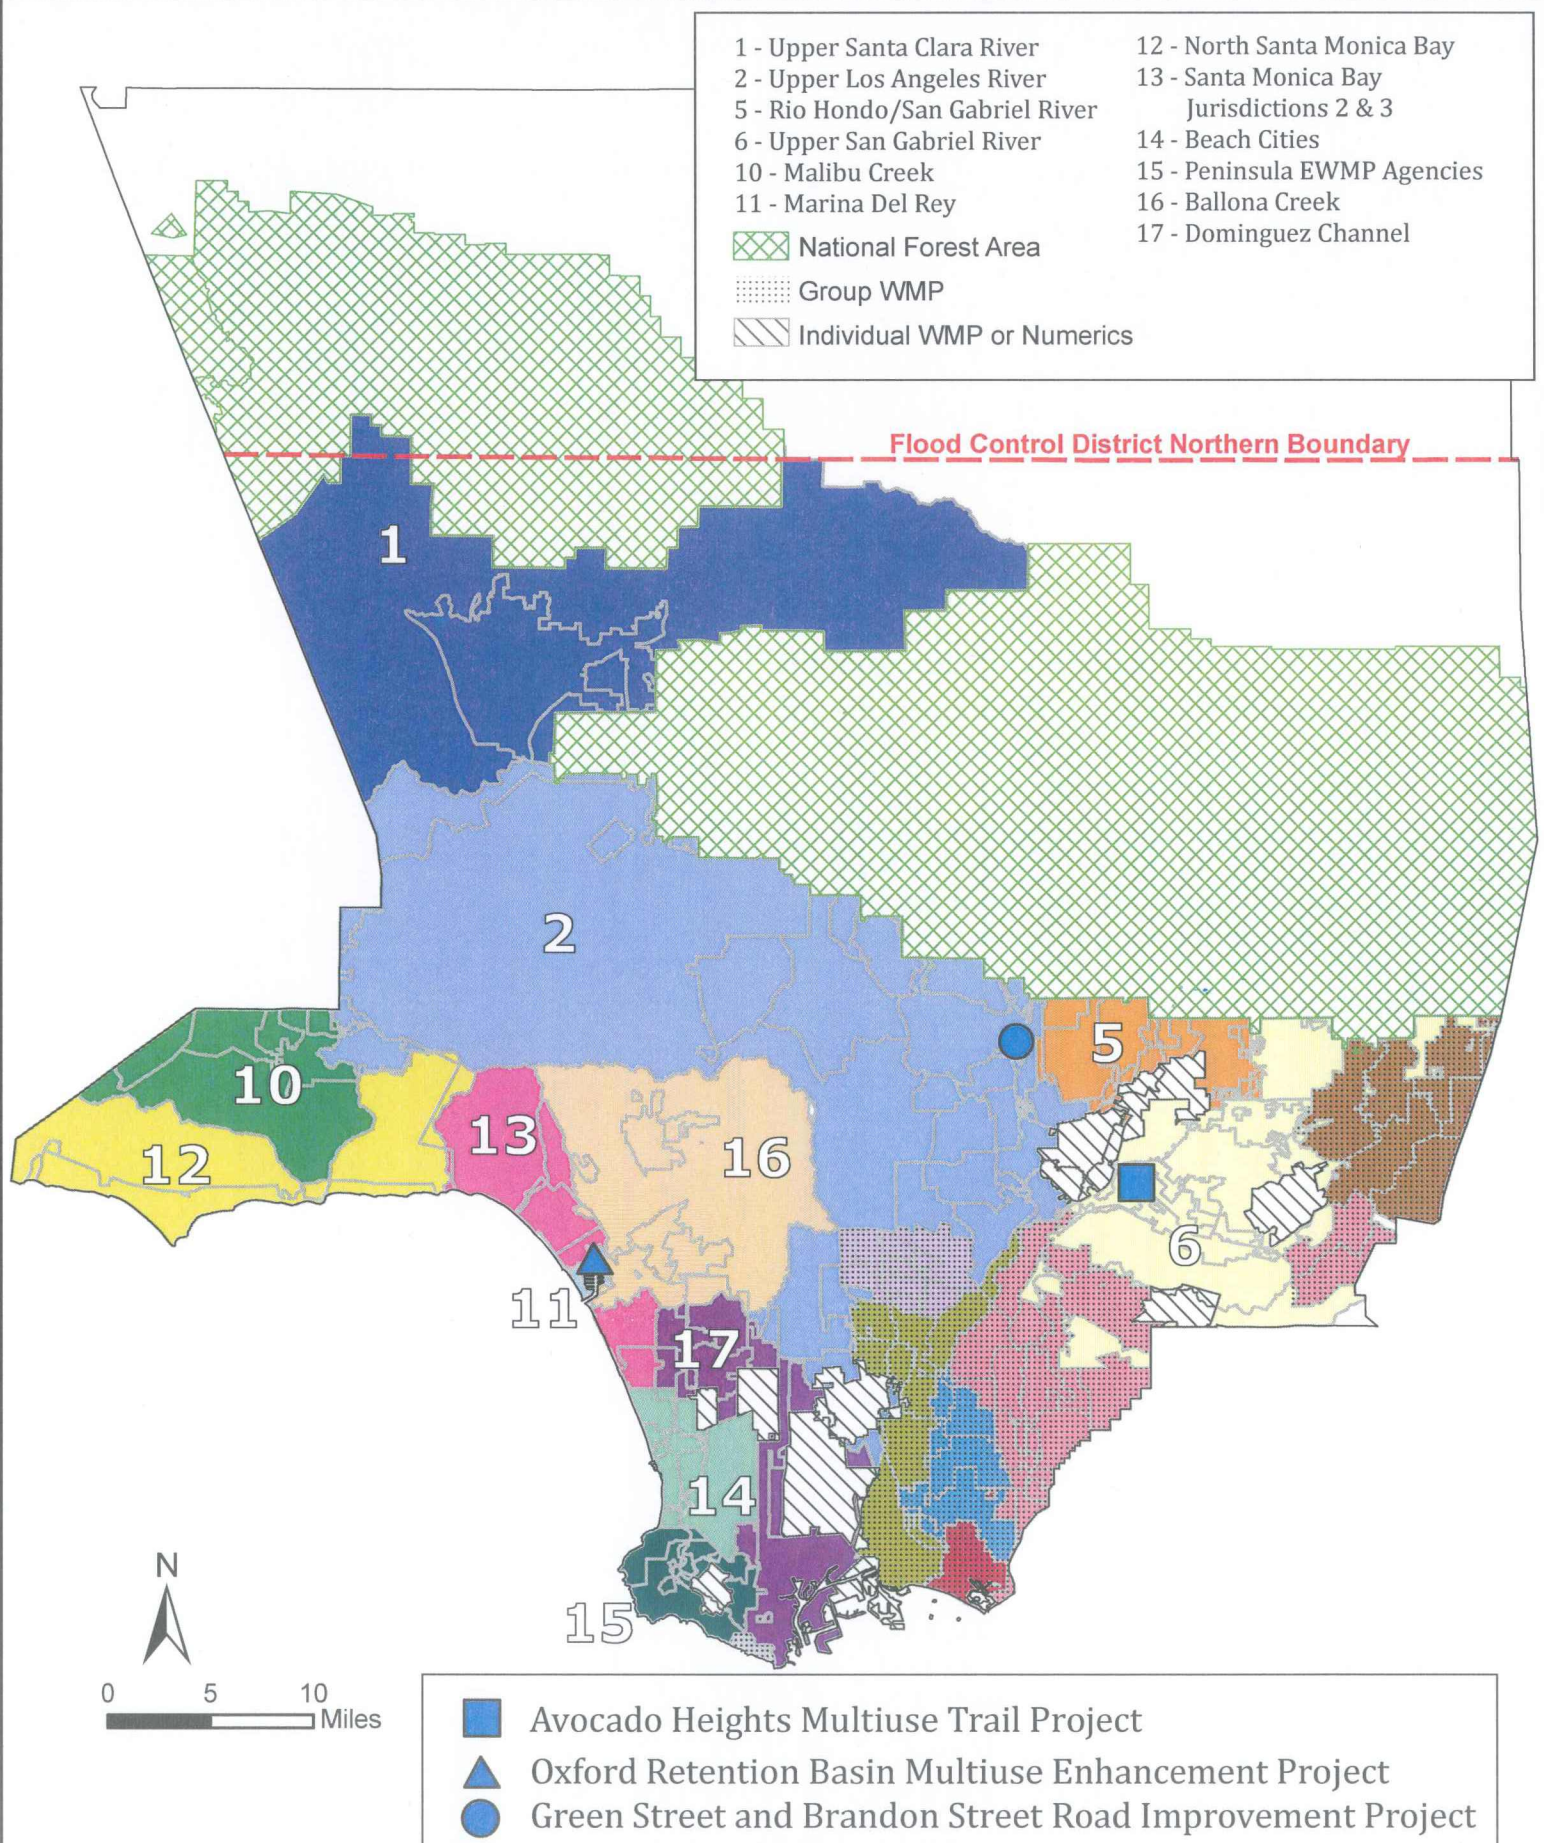 1 - Upper Santa Clara River
2 - Upper Los Angeles River
5 - Rio Hondo/San Gabriel River
6 - Upper San Gabriel River
10 - Malibu Creek
11 - Marina Del Rey
12 - North Santa Monica Bay
13 - Santa Monica Bay
Jurisdictions 2 & 3
14 - Beach Cities
15 - Peninsula EWMP Agencies
16 - Ballona Creek
17 - Dominguez Channel
National Forest Area
Group WMP
Individual WMP or Numerics
Flood Control District Northern Boundary
1
2
5
10
13
12
16
6
11
17
14
15
N
0 5 10
Miles
Avocado Heights Multiuse Trail Project
Oxford Retention Basin Multiuse Enhancement Project
Green Street and Brandon Street Road Improvement Project